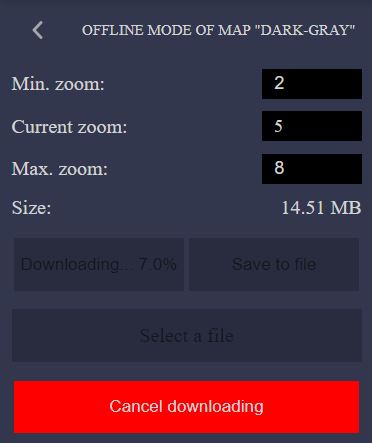 OFFLINE MODE OF MAP "DARK-GRAY"
Min. zoom: 2
Current zoom: 5
Max. zoom: 8
Size: 14.51 MB
Downloading... 7.0% Save to file
Select a file
Cancel downloading